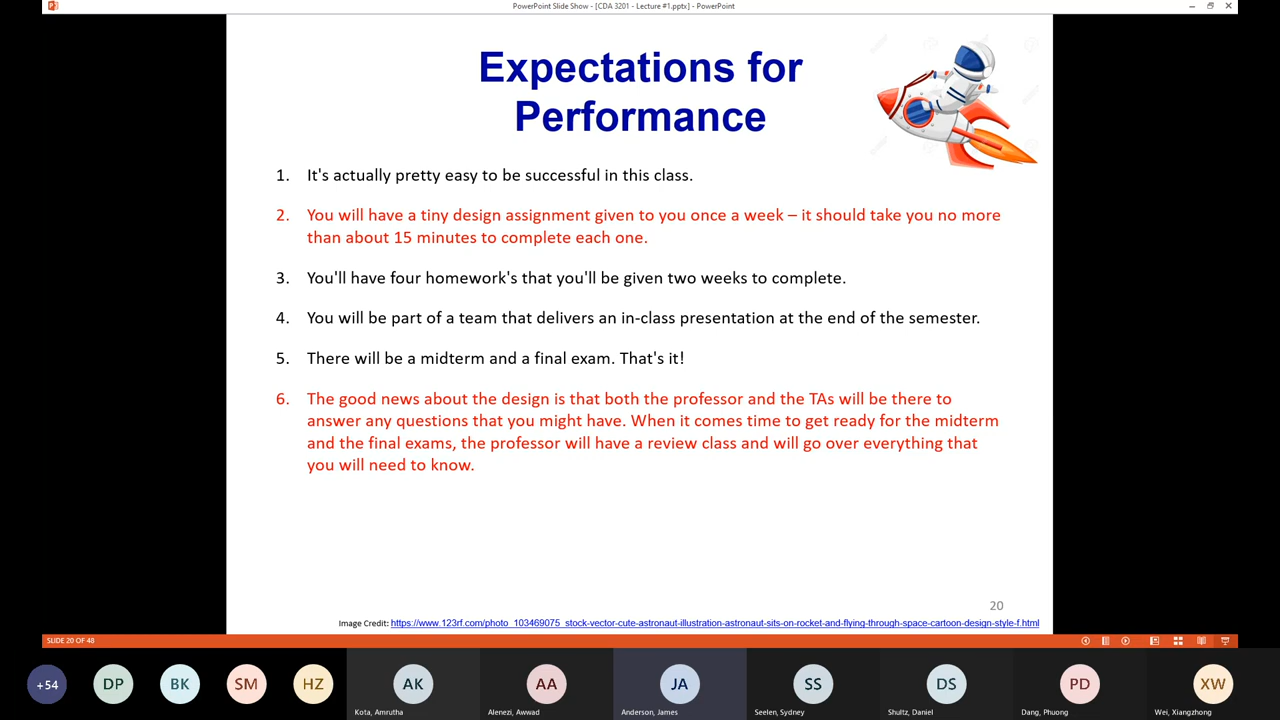 PowerPoint Slide Show - [CDA 3201 - Lecture #1.pptx] - PowerPoint
Expectations for
Performance
1. It's actually pretty easy to be successful in this class.
2. You will have a tiny design assignment given to you once a week – it should take you no more
than about 15 minutes to complete each one.
3. You'll have four homework's that you'll be given two weeks to complete.
4. You will be part of a team that delivers an in-class presentation at the end of the semester.
5. There will be a midterm and a final exam. That's it!
6. The good news about the design is that both the professor and the TAs will be there to
answer any questions that you might have. When it comes time to get ready for the midterm
and the final exams, the professor will have a review class and will go over everything that
you will need to know.
20
Image Credit: https://www.123rf.com/photo_103469075_stock-vector-cute-astronaut-illustration-astronaut-sits-on-rocket-and-flying-through-space-cartoon-design-style-f.html
SLIDE 20 OF 48
+54 DP BK SM HZ AK AA JA SS DS PD XW
Kota, Amrutha Alenezi, Awwad Anderson, James Seelen, Sydney Shultz, Daniel Dang, Phuong Wei, Xiangzhong